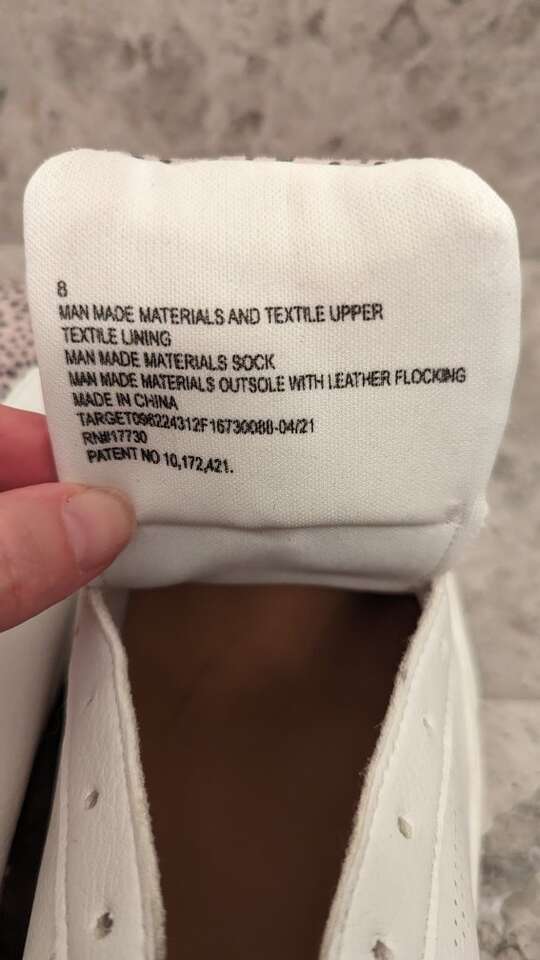 8
MAN MADE MATERIALS AND TEXTILE UPPER
TEXTILE LINING
MAN MADE MATERIALS SOCK
MAN MADE MATERIALS OUTSOLE WITH LEATHER FLOCKING
MADE IN CHINA
TARGET096224312F16730088-04/21
RN#17730
PATENT NO 10,172,421.